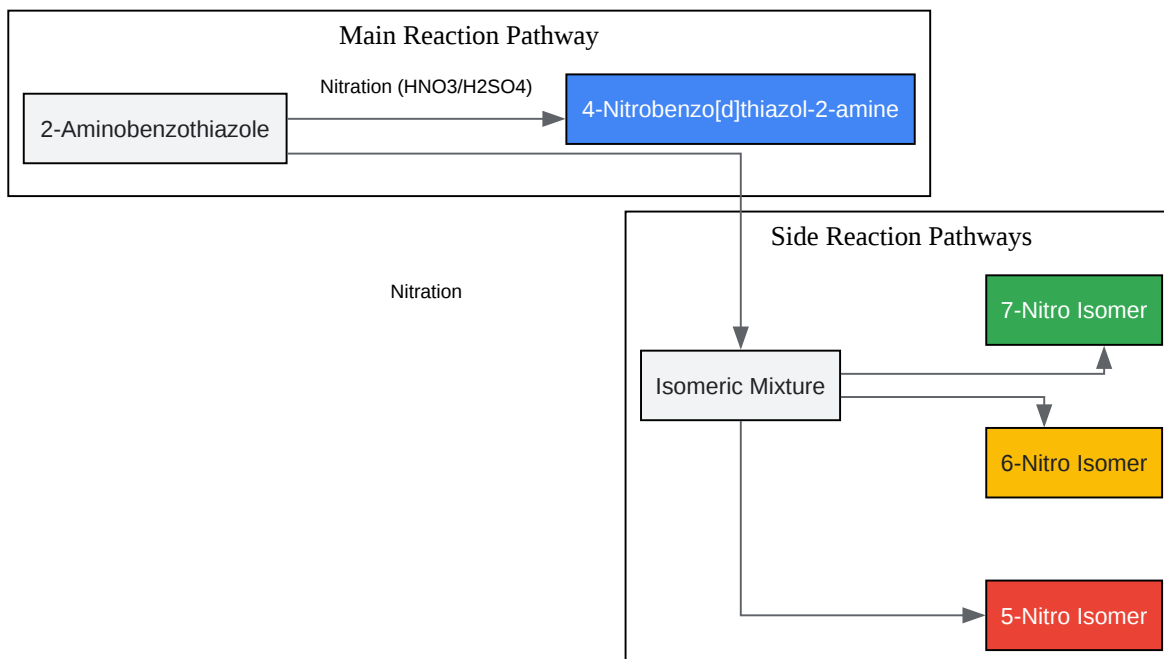 Main Reaction Pathway
Nitration (HNO3/H2SO4)
2-Aminobenzothiazole
4-Nitrobenzo[d]thiazol-2-amine
Side Reaction Pathways
Nitration
7-Nitro Isomer
Isomeric Mixture
6-Nitro Isomer
5-Nitro Isomer